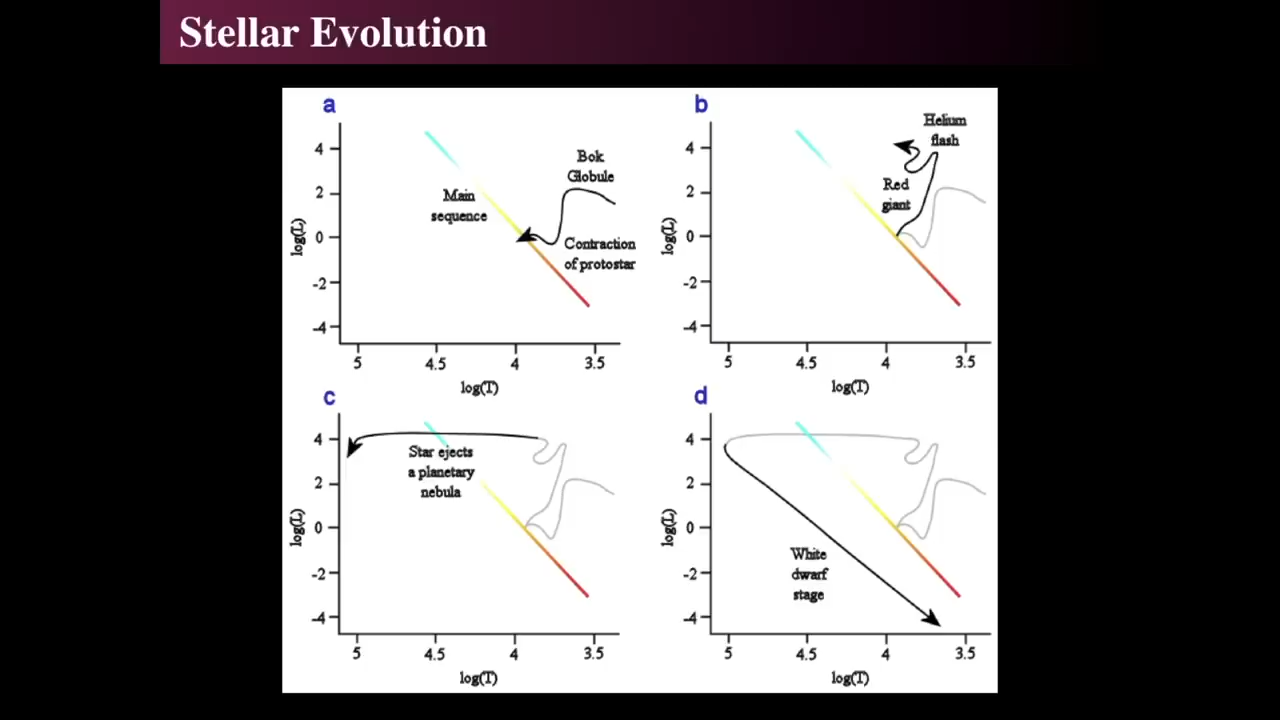 Stellar Evolution
a
4
2
0
-2
-4
log(L)
Main
sequence
Bok
Globule
Contraction
of protostar
5
4.5
4
3.5
log(T)
b
4
2
0
-2
-4
log(L)
Helium
flash
Red
giant
5
4.5
4
3.5
log(T)
c
4
2
0
-2
-4
log(L)
Star ejects
a planetary
nebula
5
4.5
4
3.5
log(T)
d
4
2
0
-2
-4
log(L)
White
dwarf
stage
5
4.5
4
3.5
log(T)